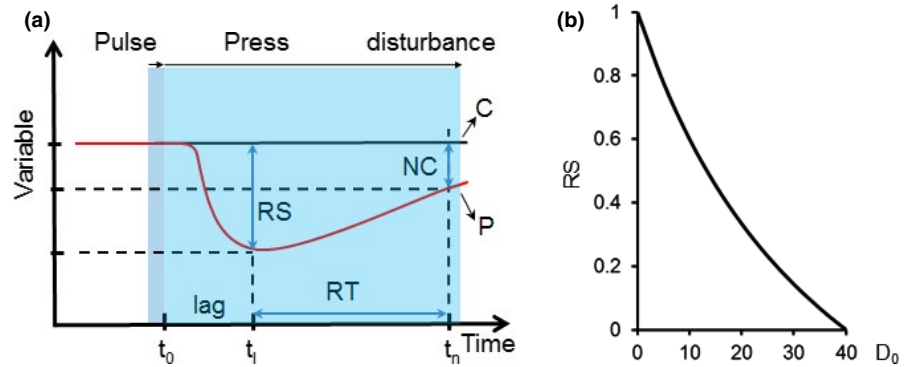 (a)
Pulse Press disturbance
Variable
C
NC
RS
P
RT
lag
t0 tl tn Time
(b)
1
0.8
0.6
0.4
0.2
0
RS
0 10 20 30 40 D0